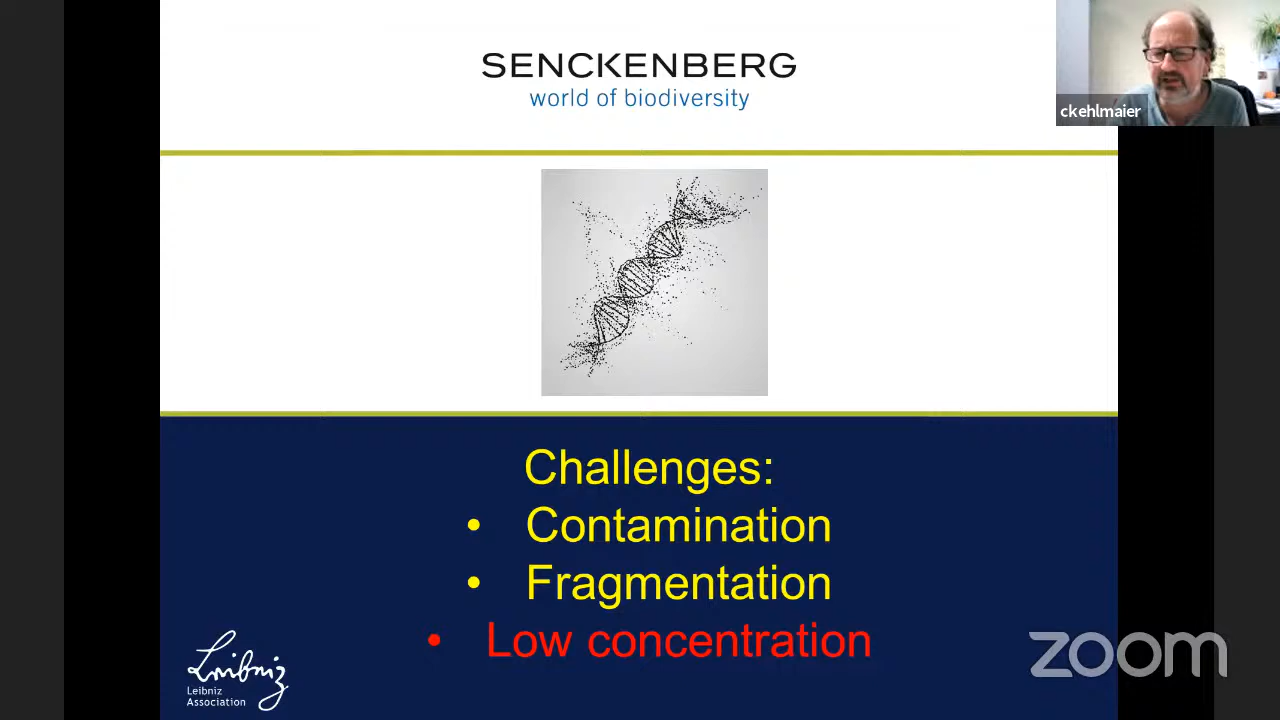 SENCKENBERG
world of biodiversity
ckehlmaier
Challenges:
• Contamination
• Fragmentation
• Low concentration
Leibniz
Leibniz
Association
zoom